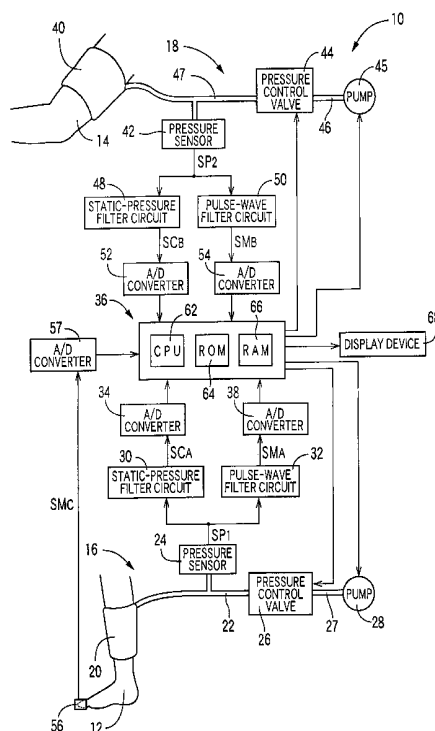 40
18
44
10
47
PRESSURE
CONTROL
VALVE
45
PUMP
46
14
42
PRESSURE
SENSOR
SP2
48
50
STATIC-PRESSURE
FILTER CIRCUIT
PULSE-WAVE
FILTER CIRCUIT
SCB
SMB
52
54
A/D
CONVERTER
A/D
CONVERTER
36
62
66
57
A/D
CONVERTER
CPU
ROM
RAM
64
DISPLAY DEVICE
34
38
A/D
CONVERTER
A/D
CONVERTER
SCA
SMA
30
32
STATIC-PRESSURE
FILTER CIRCUIT
PULSE-WAVE
FILTER CIRCUIT
SMC
SP1
16
24
PRESSURE
SENSOR
PRESSURE
CONTROL
VALVE
PUMP
20
22
26
27
28
56
12